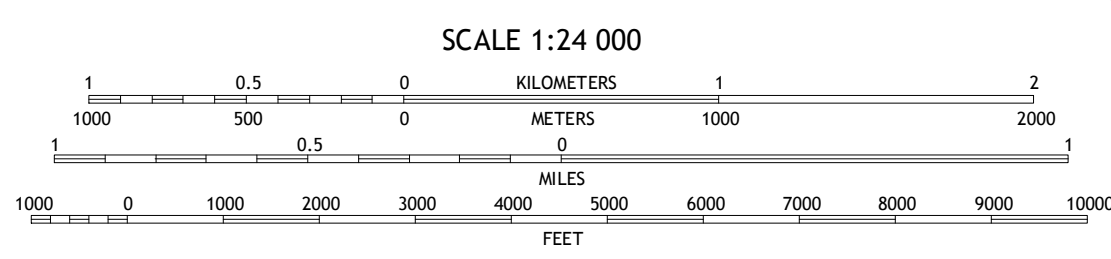 SCALE 1:24 000
1 0.5 0 KILOMETERS 1 2
1000 500 0 METERS 1000 2000
1 0.5 0 1
MILES
1000 0 1000 2000 3000 4000 5000 6000 7000 8000 9000 10000
FEET